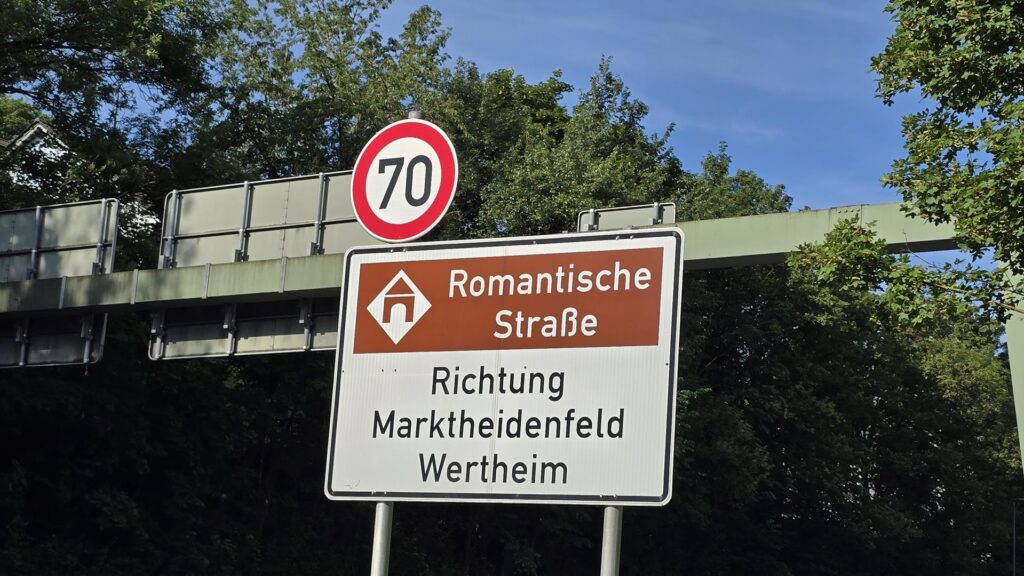 70
Romantische
Straße
Richtung
Marktheidenfeld
Wertheim